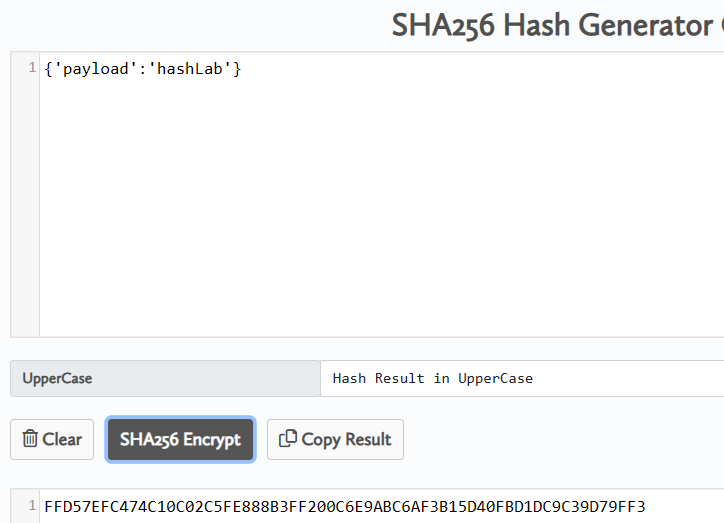 SHA256 Hash Generator
1 {'payload':'hashLab'}
UpperCase Hash Result in UpperCase
Clear SHA256 Encrypt Copy Result
1 FFD57EFC474C10C02C5FE888B3FF200C6E9ABC6AF3B15D40FBD1DC9C39D79FF3